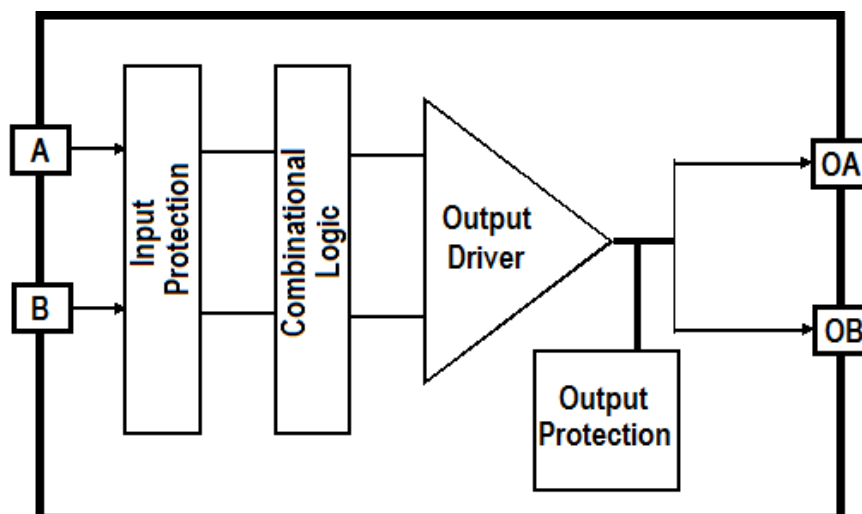 A
B
Input
Protection
Combinational
Logic
Output
Driver
Output
Protection
OA
OB